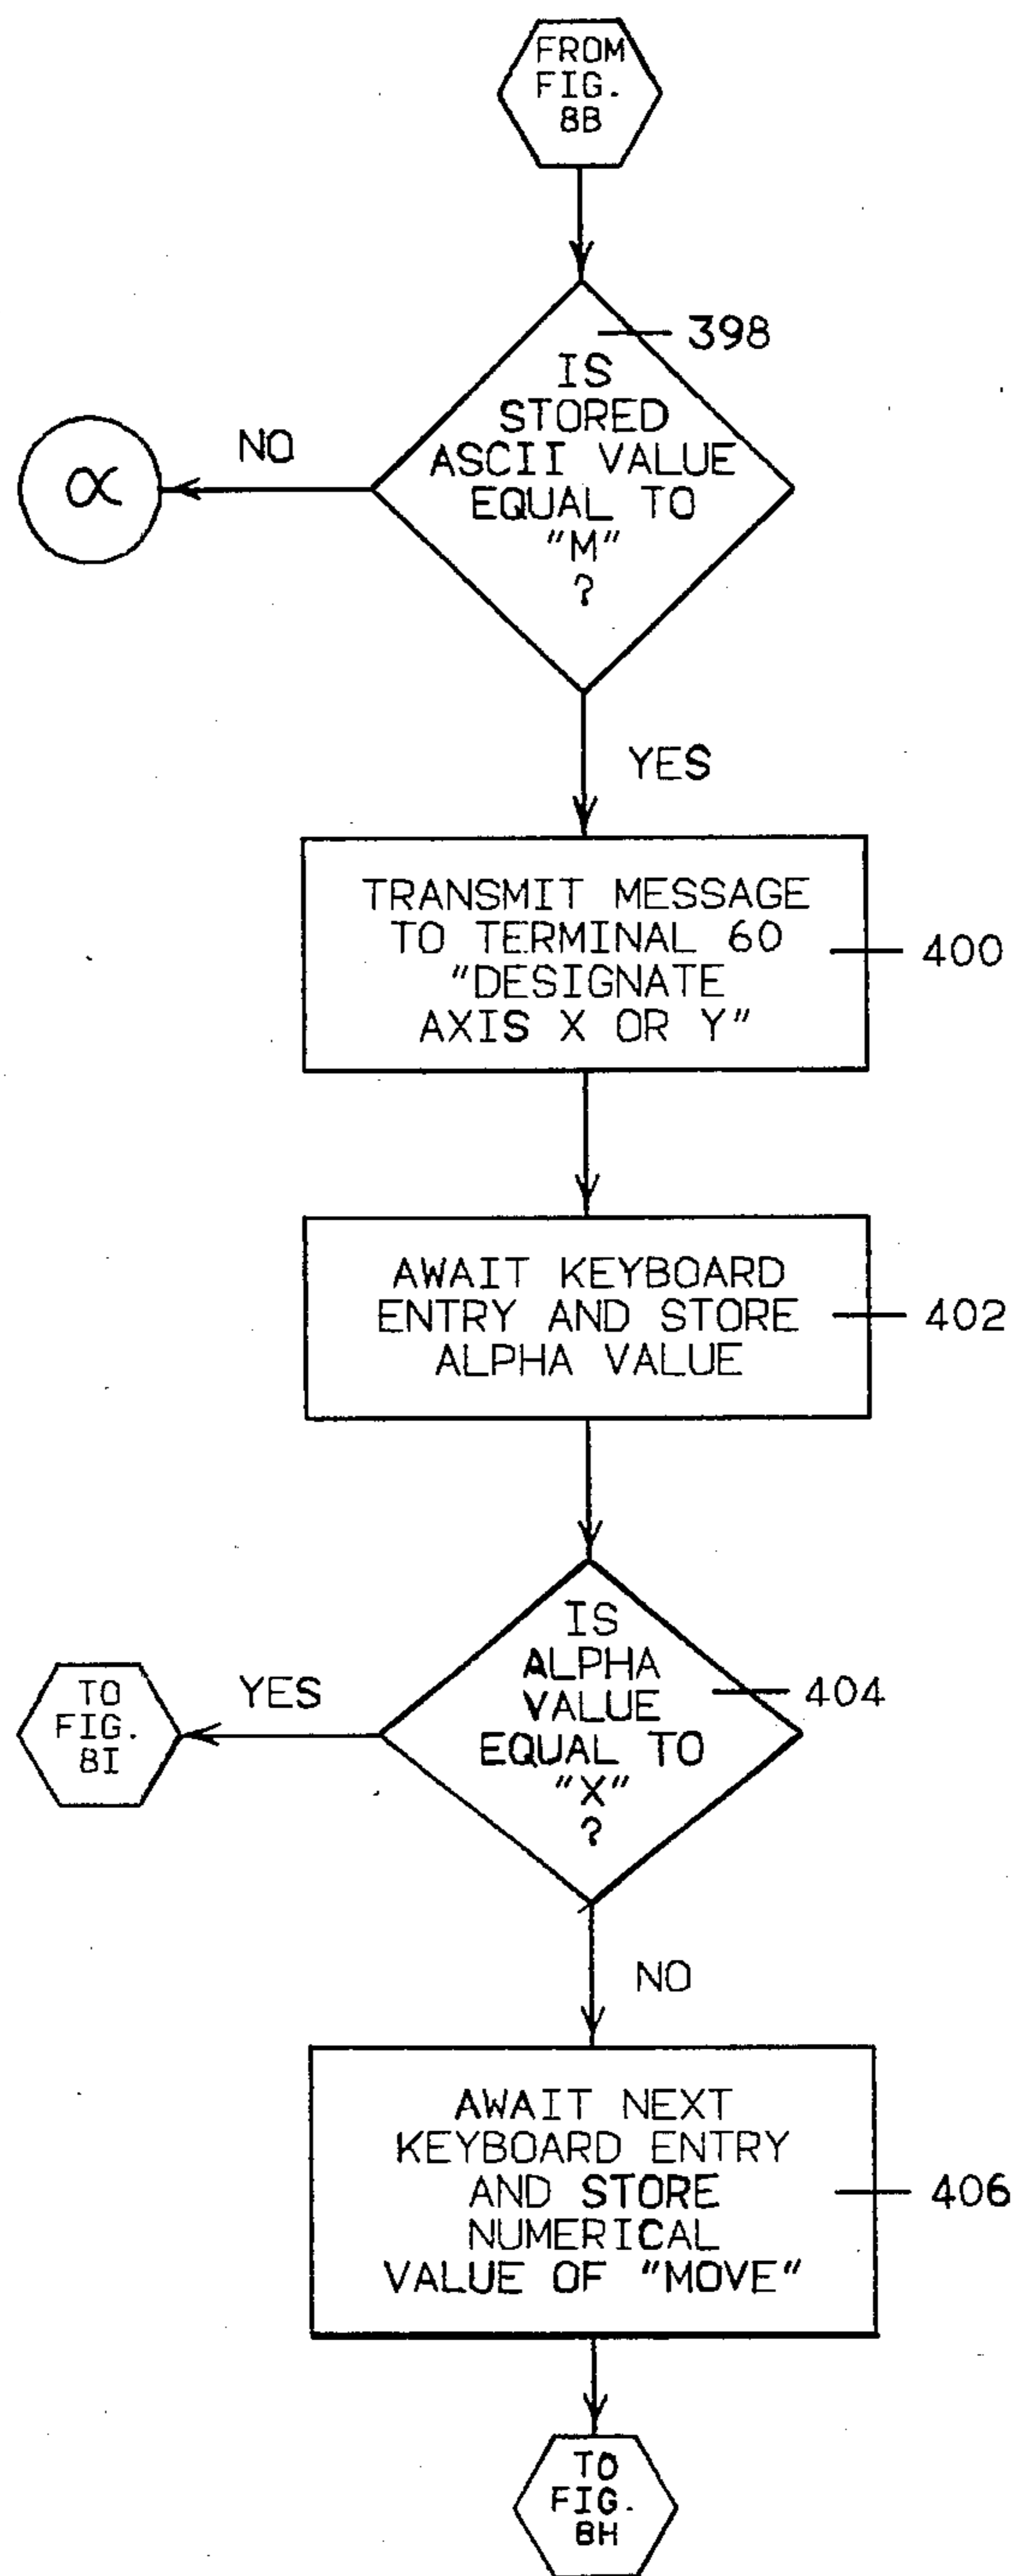 FROM
FIG.
8B
398
IS
STORED
ASCII VALUE
EQUAL TO
"M"
?
NO
∝
YES
TRANSMIT MESSAGE
TO TERMINAL 60
"DESIGNATE
AXIS X OR Y"
400
AWAIT KEYBOARD
ENTRY AND STORE
ALPHA VALUE
402
IS
ALPHA
VALUE
EQUAL TO
"X"
?
404
YES
TO
FIG.
8I
NO
AWAIT NEXT
KEYBOARD ENTRY
AND STORE
NUMERICAL
VALUE OF "MOVE"
406
TO
FIG.
8H